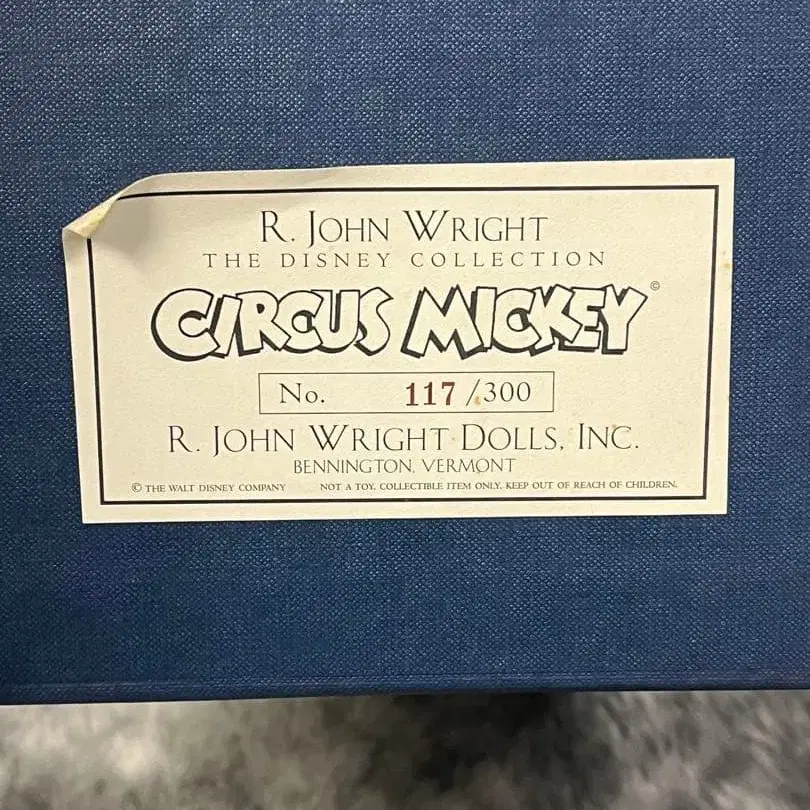 R. JOHN WRIGHT
THE DISNEY COLLECTION
CIRCUS MICKEY©
No. 117/300
R. JOHN WRIGHT DOLLS, INC.
BENNINGTON, VERMONT
© THE WALT DISNEY COMPANY NOT A TOY. COLLECTIBLE ITEM ONLY. KEEP OUT OF REACH OF CHILDREN.